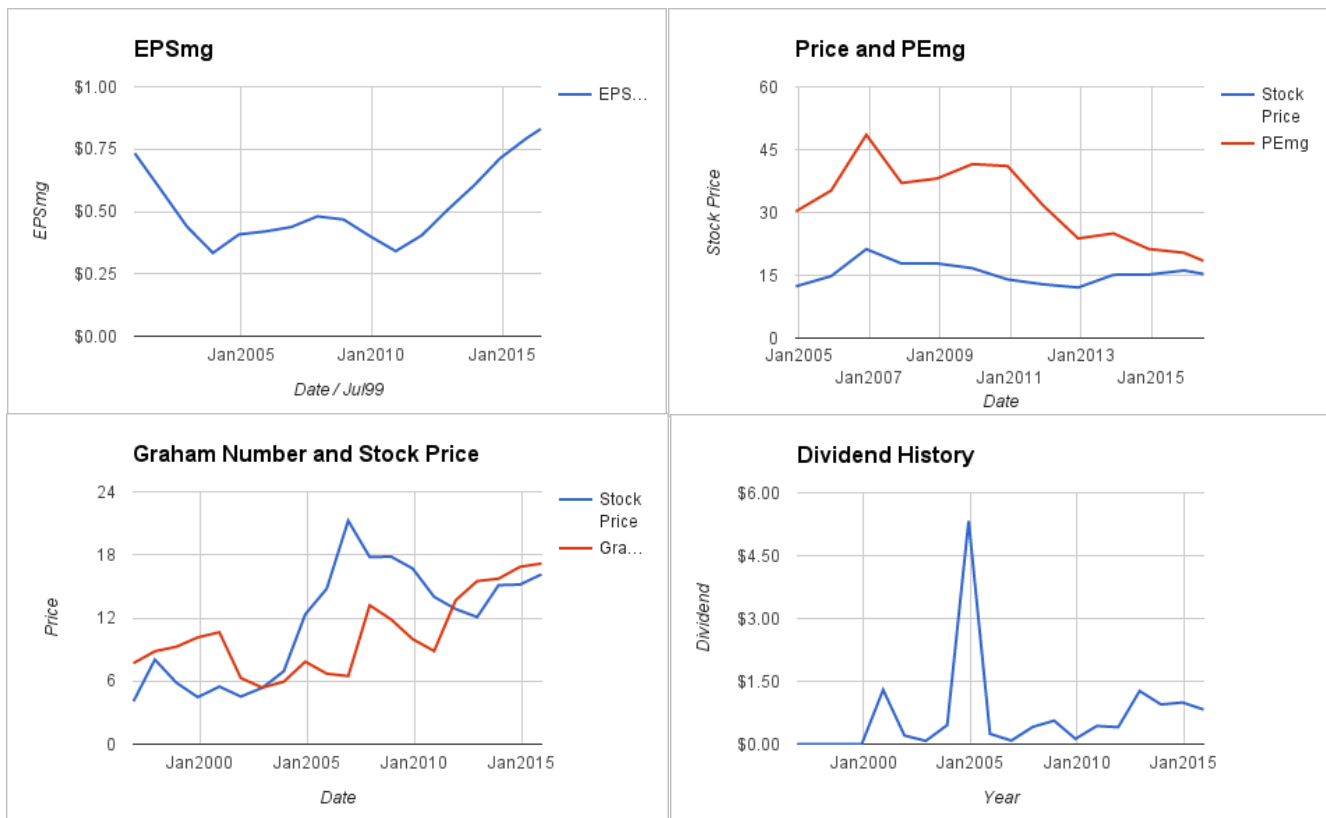 EPSmg
$1.00
$0.75
$0.50
$0.25
$0.00
EPSmg
Jan2005
Jan2010
Jan2015
Date / Jul99
EPS...
Price and PEmg
60
45
30
15
0
Stock Price
Jan2005
Jan2007
Jan2009
Jan2011
Jan2013
Jan2015
Date
Stock
Price
PEmg
Graham Number and Stock Price
24
18
12
6
0
Price
Jan2000
Jan2005
Jan2010
Jan2015
Date
Stock
Price
Gra...
Dividend History
$6.00
$4.50
$3.00
$1.50
$0.00
Dividend
Jan2000
Jan2005
Jan2010
Jan2015
Year